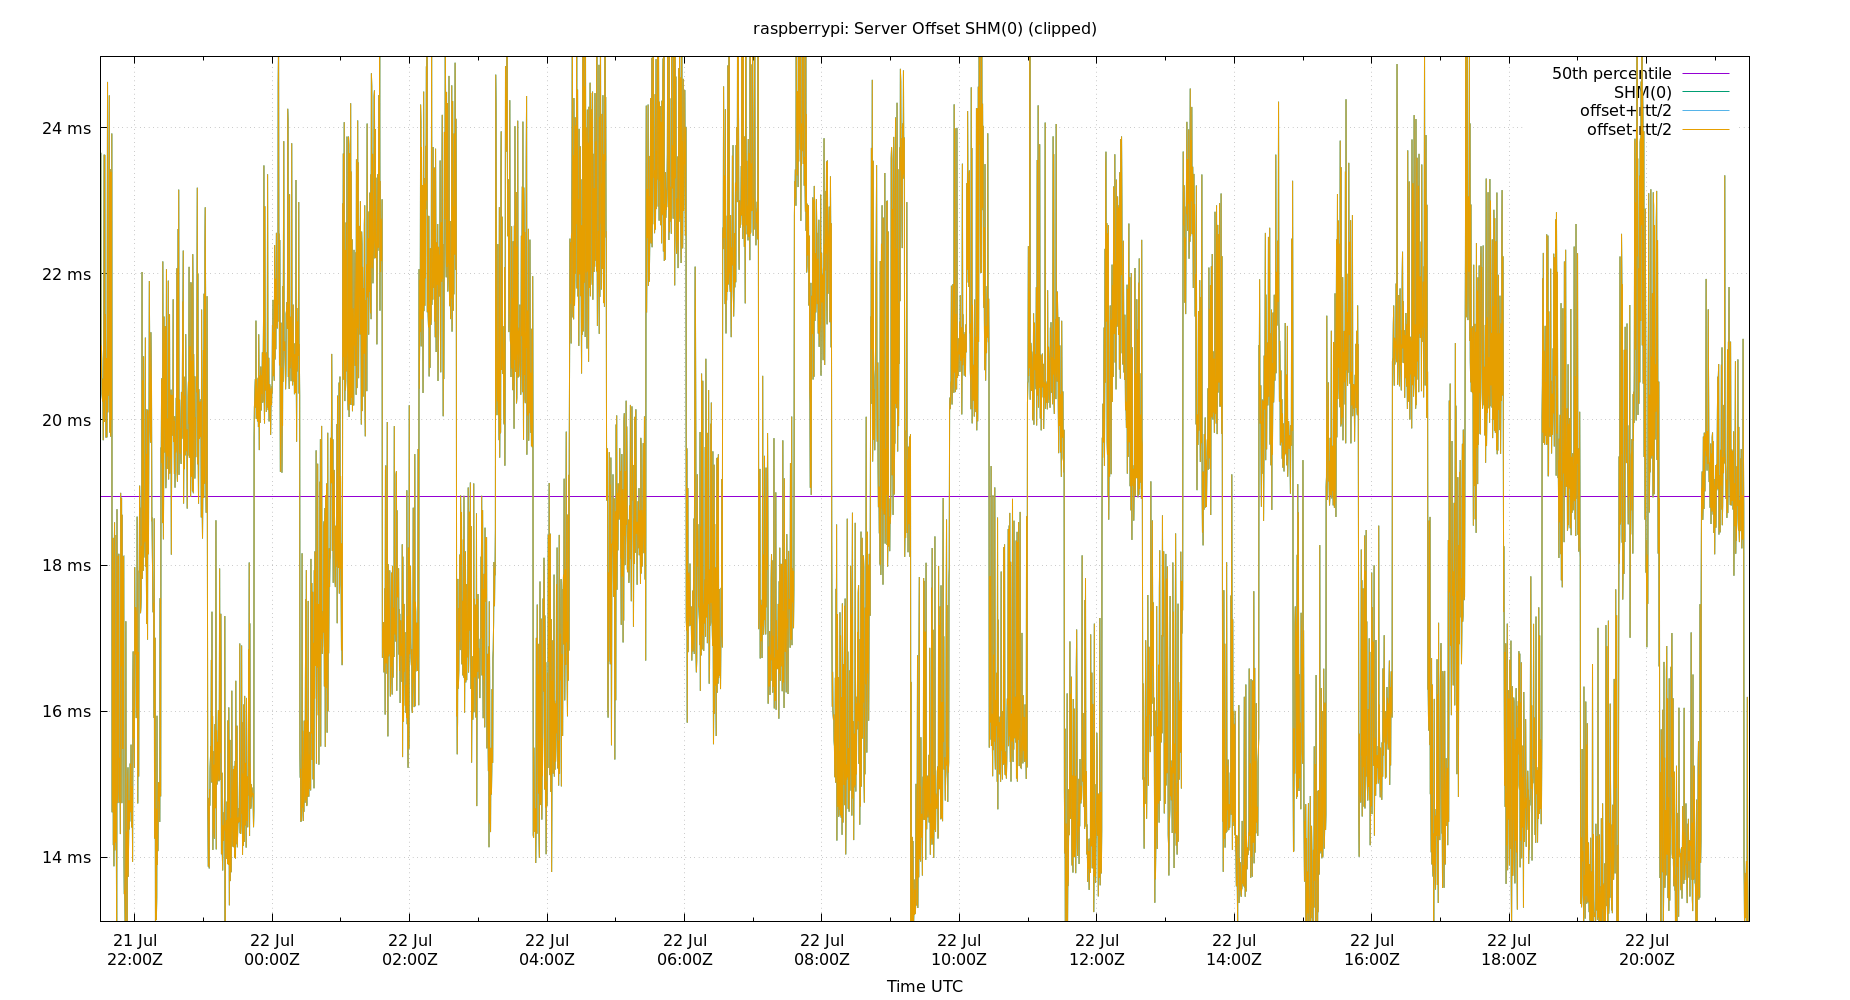 raspberrypi: Server Offset SHM(0) (clipped)
50th percentile
SHM(0)
offset+rtt/2
offset-rtt/2
24 ms
22 ms
20 ms
18 ms
16 ms
14 ms
21 Jul 22 Jul 22 Jul 22 Jul 22 Jul 22 Jul 22 Jul 22 Jul 22 Jul 22 Jul 22 Jul 22 Jul
22:00Z 00:00Z 02:00Z 04:00Z 06:00Z 08:00Z 10:00Z 12:00Z 14:00Z 16:00Z 18:00Z 20:00Z
Time UTC